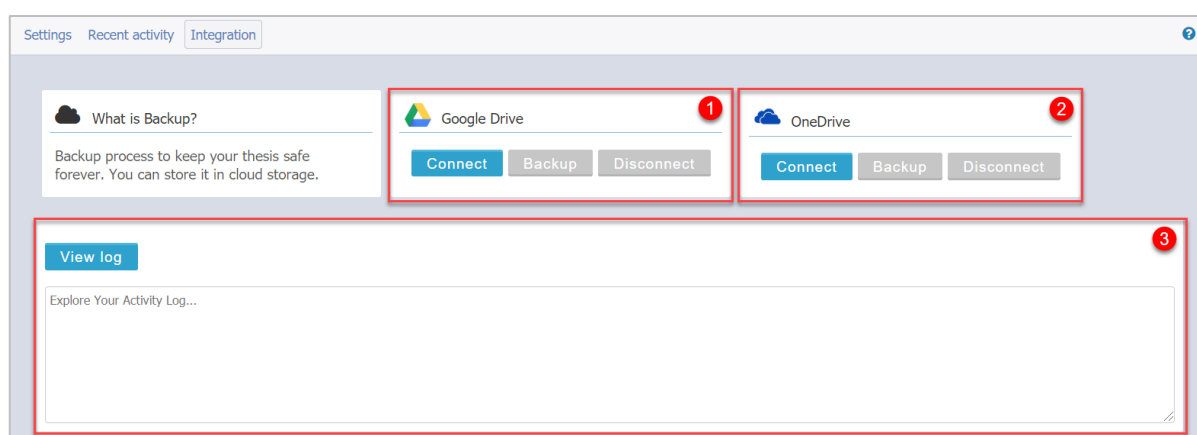 Settings Recent activity Integration ?
What is Backup?
Backup process to keep your thesis safe
forever. You can store it in cloud storage.
Google Drive 1
Connect Backup Disconnect
OneDrive 2
Connect Backup Disconnect
3
View log
Explore Your Activity Log...